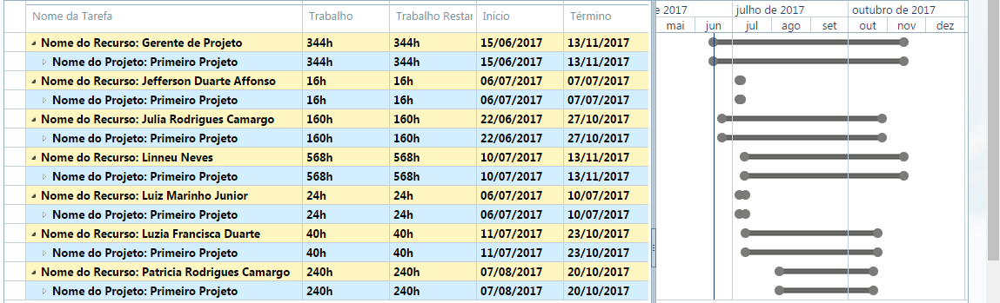 Nome da Tarefa Trabalho Trabalho Restar Início Término
e 2017 julho de 2017 outubro de 2017
mai jun jul ago set out nov dez
Nome do Recurso: Gerente de Projeto 344h 344h 15/06/2017 13/11/2017
Nome do Projeto: Primeiro Projeto 344h 344h 15/06/2017 13/11/2017
Nome do Recurso: Jefferson Duarte Affonso 16h 16h 06/07/2017 07/07/2017
Nome do Projeto: Primeiro Projeto 16h 16h 06/07/2017 07/07/2017
Nome do Recurso: Julia Rodrigues Camargo 160h 160h 22/06/2017 27/10/2017
Nome do Projeto: Primeiro Projeto 160h 160h 22/06/2017 27/10/2017
Nome do Recurso: Linneu Neves 568h 568h 10/07/2017 13/11/2017
Nome do Projeto: Primeiro Projeto 568h 568h 10/07/2017 13/11/2017
Nome do Recurso: Luiz Marinho Junior 24h 24h 06/07/2017 10/07/2017
Nome do Projeto: Primeiro Projeto 24h 24h 06/07/2017 10/07/2017
Nome do Recurso: Luzia Francisca Duarte 40h 40h 11/07/2017 23/10/2017
Nome do Projeto: Primeiro Projeto 40h 40h 11/07/2017 23/10/2017
Nome do Recurso: Patricia Rodrigues Camargo 240h 240h 07/08/2017 20/10/2017
Nome do Projeto: Primeiro Projeto 240h 240h 07/08/2017 20/10/2017